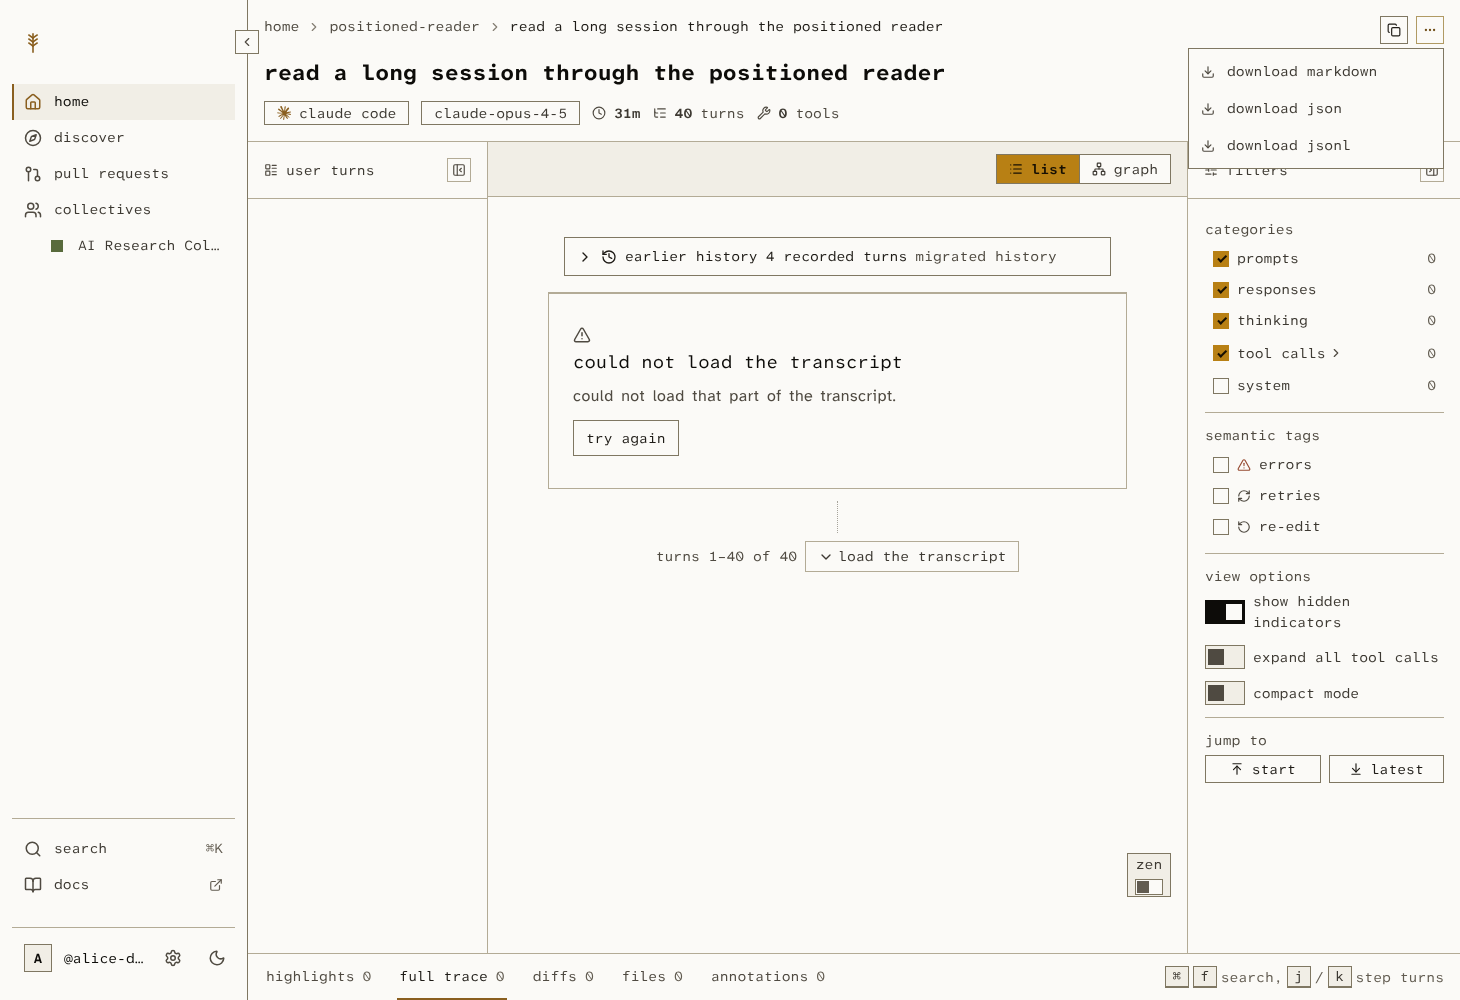 home > positioned-reader > read a long session through the positioned reader
read a long session through the positioned reader
claude code claude-opus-4-5 31m 40 turns 0 tools
download markdown
download json
download jsonl
home
discover
pull requests
collectives
AI Research Col…
search ⌘K
docs
A @alice-d…
user turns
list graph
earlier history 4 recorded turns migrated history
could not load the transcript
could not load that part of the transcript.
try again
turns 1–40 of 40 load the transcript
zen
filters
categories
prompts 0
responses 0
thinking 0
tool calls > 0
system 0
semantic tags
errors
retries
re-edit
view options
show hidden
indicators
expand all tool calls
compact mode
jump to
start latest
highlights 0 full trace 0 diffs 0 files 0 annotations 0
⌘ f search, j / k step turns